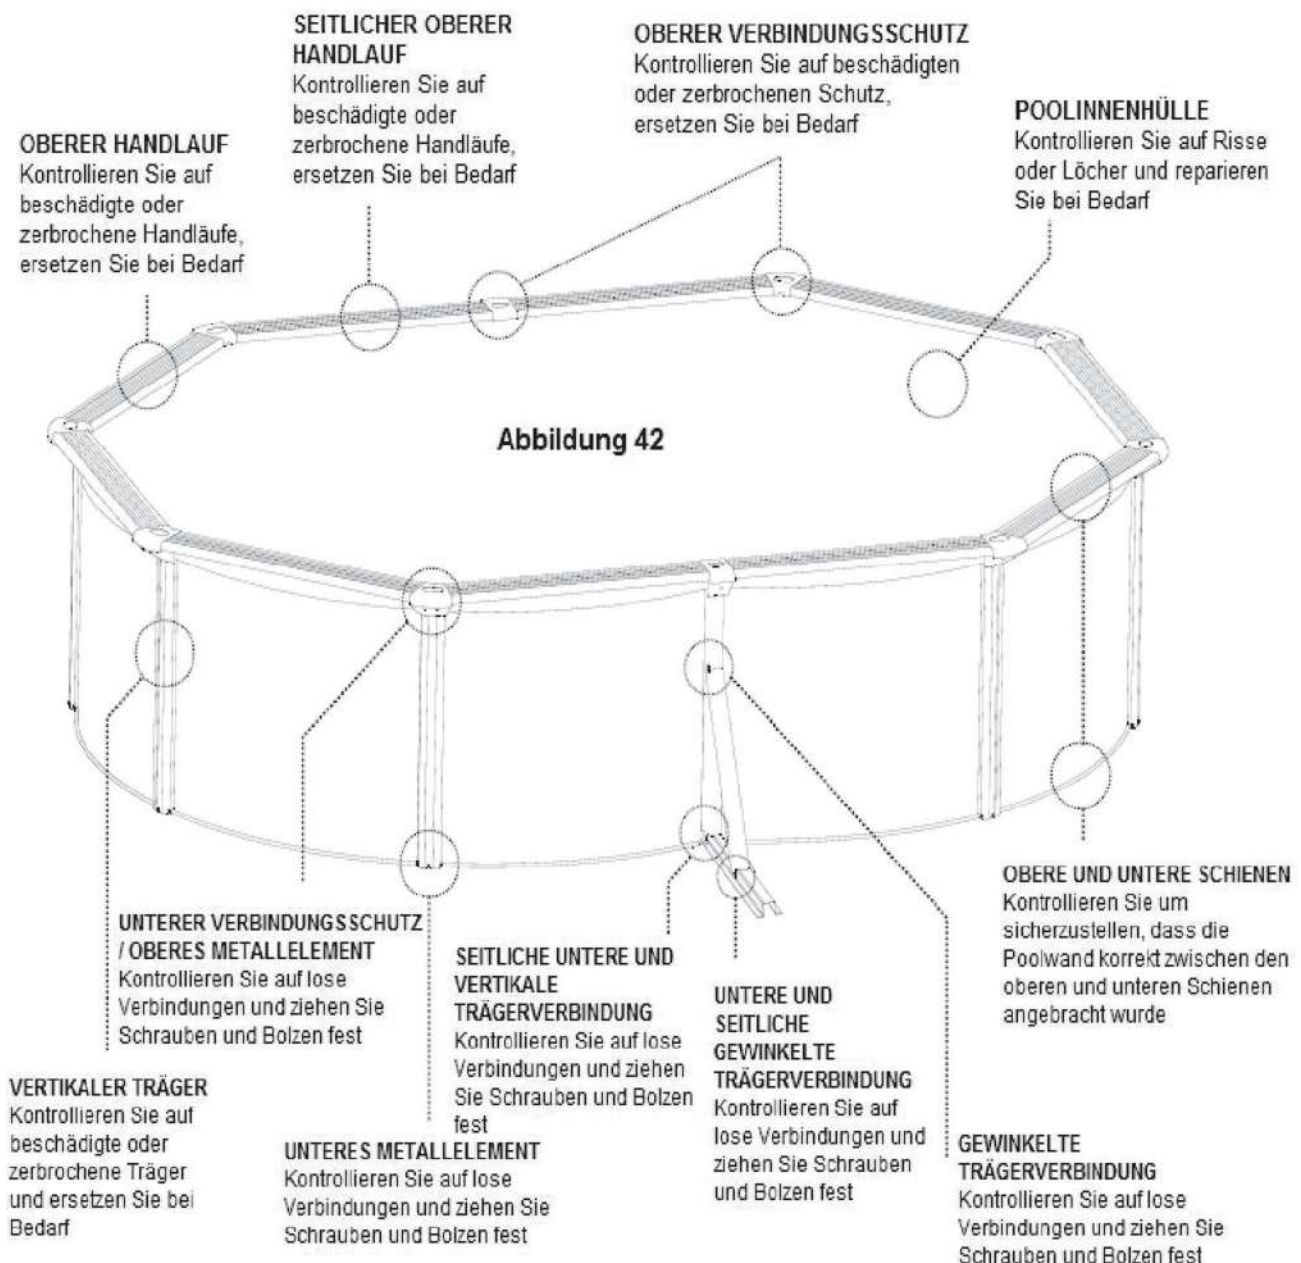 SEITLICHER OBERER
HANDLAUF
Kontrollieren Sie auf
beschädigte oder
zerbrochene Handläufe,
ersetzen Sie bei Bedarf
OBERER VERBINDUNGSSCHUTZ
Kontrollieren Sie auf beschädigten
oder zerbrochenen Schutz,
ersetzen Sie bei Bedarf
POOLINNENHÜLLE
Kontrollieren Sie auf Risse
oder Löcher und reparieren
Sie bei Bedarf
OBERER HANDLAUF
Kontrollieren Sie auf
beschädigte oder
zerbrochene Handläufe,
ersetzen Sie bei Bedarf
Abbildung 42
UNTERER VERBINDUNGSSCHUTZ
/ OBERES METALLELEMENT
Kontrollieren Sie auf lose
Verbindungen und ziehen Sie
Schrauben und Bolzen fest
SEITLICHE UNTERE UND
VERTIKALE
TRÄGERVERBINDUNG
Kontrollieren Sie auf lose
Verbindungen und ziehen
Sie Schrauben und Bolzen
fest
UNTERE UND
SEITLICHE
GEWINKELTE
TRÄGERVERBINDUNG
Kontrollieren Sie auf
lose Verbindungen und
ziehen Sie Schrauben
und Bolzen fest
OBERE UND UNTERE SCHIENEN
Kontrollieren Sie um
sicherzustellen, dass die
Poolwand korrekt zwischen den
oberen und unteren Schienen
angebracht wurde
VERTIKALER TRÄGER
Kontrollieren Sie auf
beschädigte oder
zerbrochene Träger
und ersetzen Sie bei
Bedarf
UNTERES METALLELEMENT
Kontrollieren Sie auf lose
Verbindungen und ziehen Sie
Schrauben und Bolzen fest
GEWINKELTE
TRÄGERVERBINDUNG
Kontrollieren Sie auf lose
Verbindungen und ziehen Sie
Schrauben und Bolzen fest